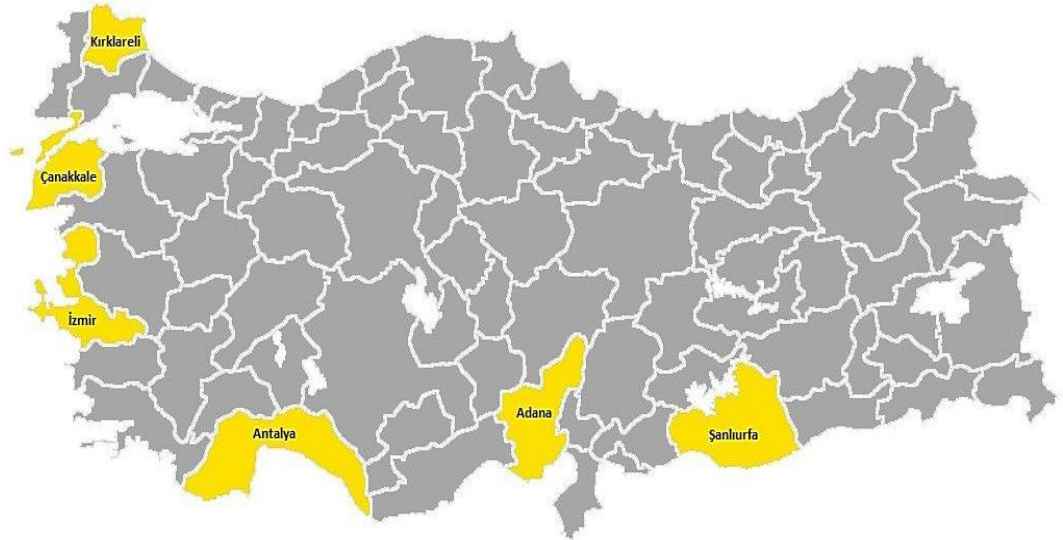 Kırklareli
Çanakkale
İzmir
Antalya
Adana
Şanlıurfa